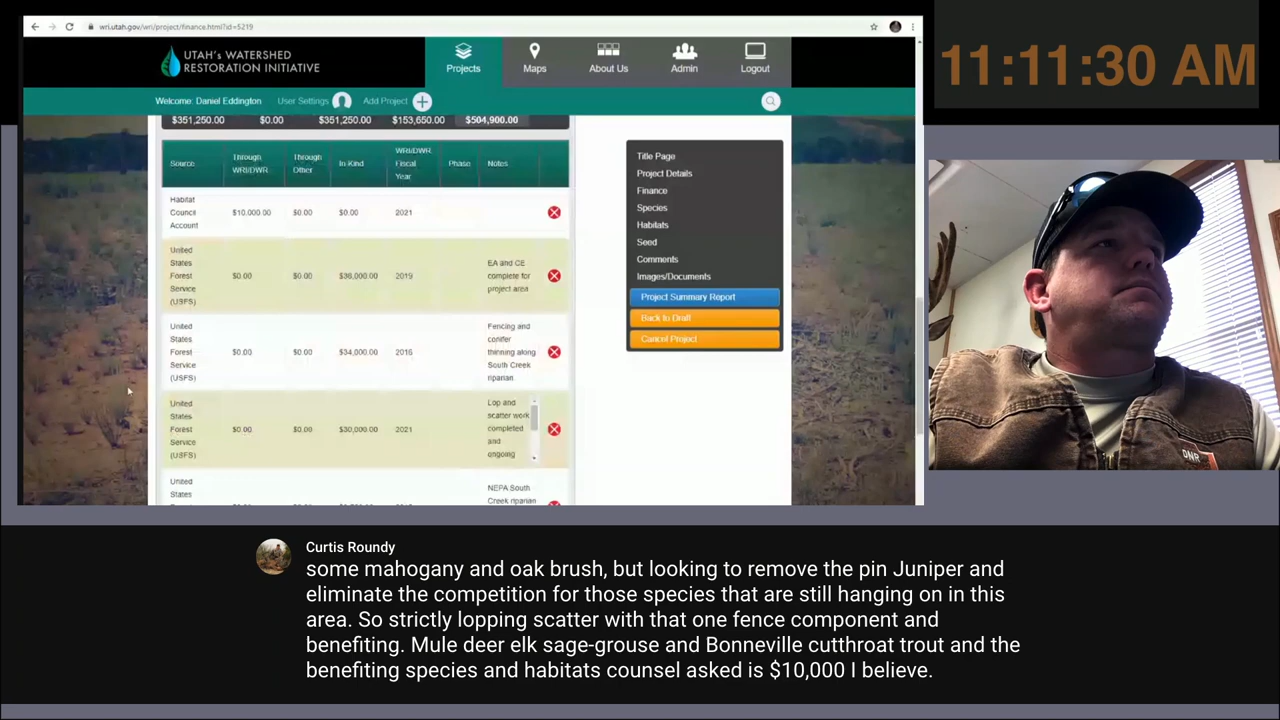 wri.utah.gov/wri/project/finance.html?id=5219
11:11:30 AM
UTAH's WATERSHED
RESTORATION INITIATIVE
Projects
Maps
About Us
Admin
Logout
Welcome: Daniel Eddington
User Settings
Add Project
$351,250.00 $0.00 $351,250.00 $153,650.00 $504,900.00
Source
Through
WRI/DWR
Through
Other
In Kind
WRI/DWR
Fiscal
Year
Phase
Notes
Habitat
Council
Account
$10,000.00 $0.00 $0.00 2021
United
States
Forest
Service
(USFS)
$0.00 $0.00 $36,000.00 2019
EA and CE
complete for
project area
United
States
Forest
Service
(USFS)
$0.00 $0.00 $34,000.00 2016
Fencing and
conifer
thinning along
South Creek
riparian
United
States
Forest
Service
(USFS)
$0.00 $0.00 $30,000.00 2021
Lop and
scatter work
completed
and
ongoing
United
States
NEPA South
Creek riparian
Title Page
Project Details
Finance
Species
Habitats
Seed
Comments
Images/Documents
Project Summary Report
Back to Draft
Cancel Project
DNR
Curtis Roundy
some mahogany and oak brush, but looking to remove the pin Juniper and
eliminate the competition for those species that are still hanging on in this
area. So strictly lopping scatter with that one fence component and
benefiting. Mule deer elk sage-grouse and Bonneville cutthroat trout and the
benefiting species and habitats counsel asked is $10,000 I believe.